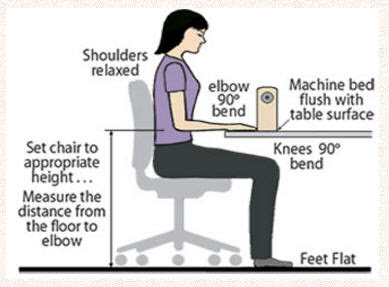 Shoulders
relaxed
elbow
90°
bend
Machine bed
flush with
table surface
Knees 90°
bend
Set chair to
appropriate
height . . .
Measure the
distance from
the floor to
elbow
Feet Flat